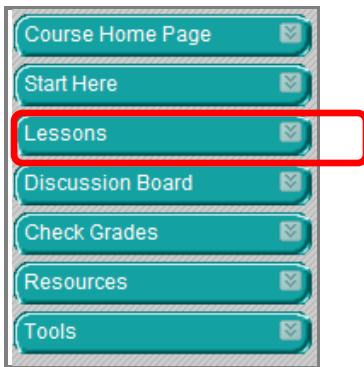 Course Home Page
Start Here
Lessons
Discussion Board
Check Grades
Resources
Tools